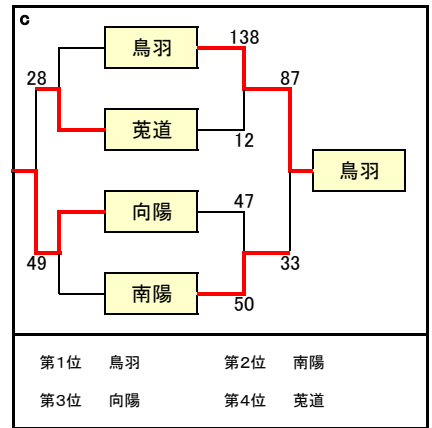 C
鳥羽
138
28
87
莵道
12
鳥羽
向陽
47
49
33
南陽
50
第1位 鳥羽 第2位 南陽
第3位 向陽 第4位 莵道